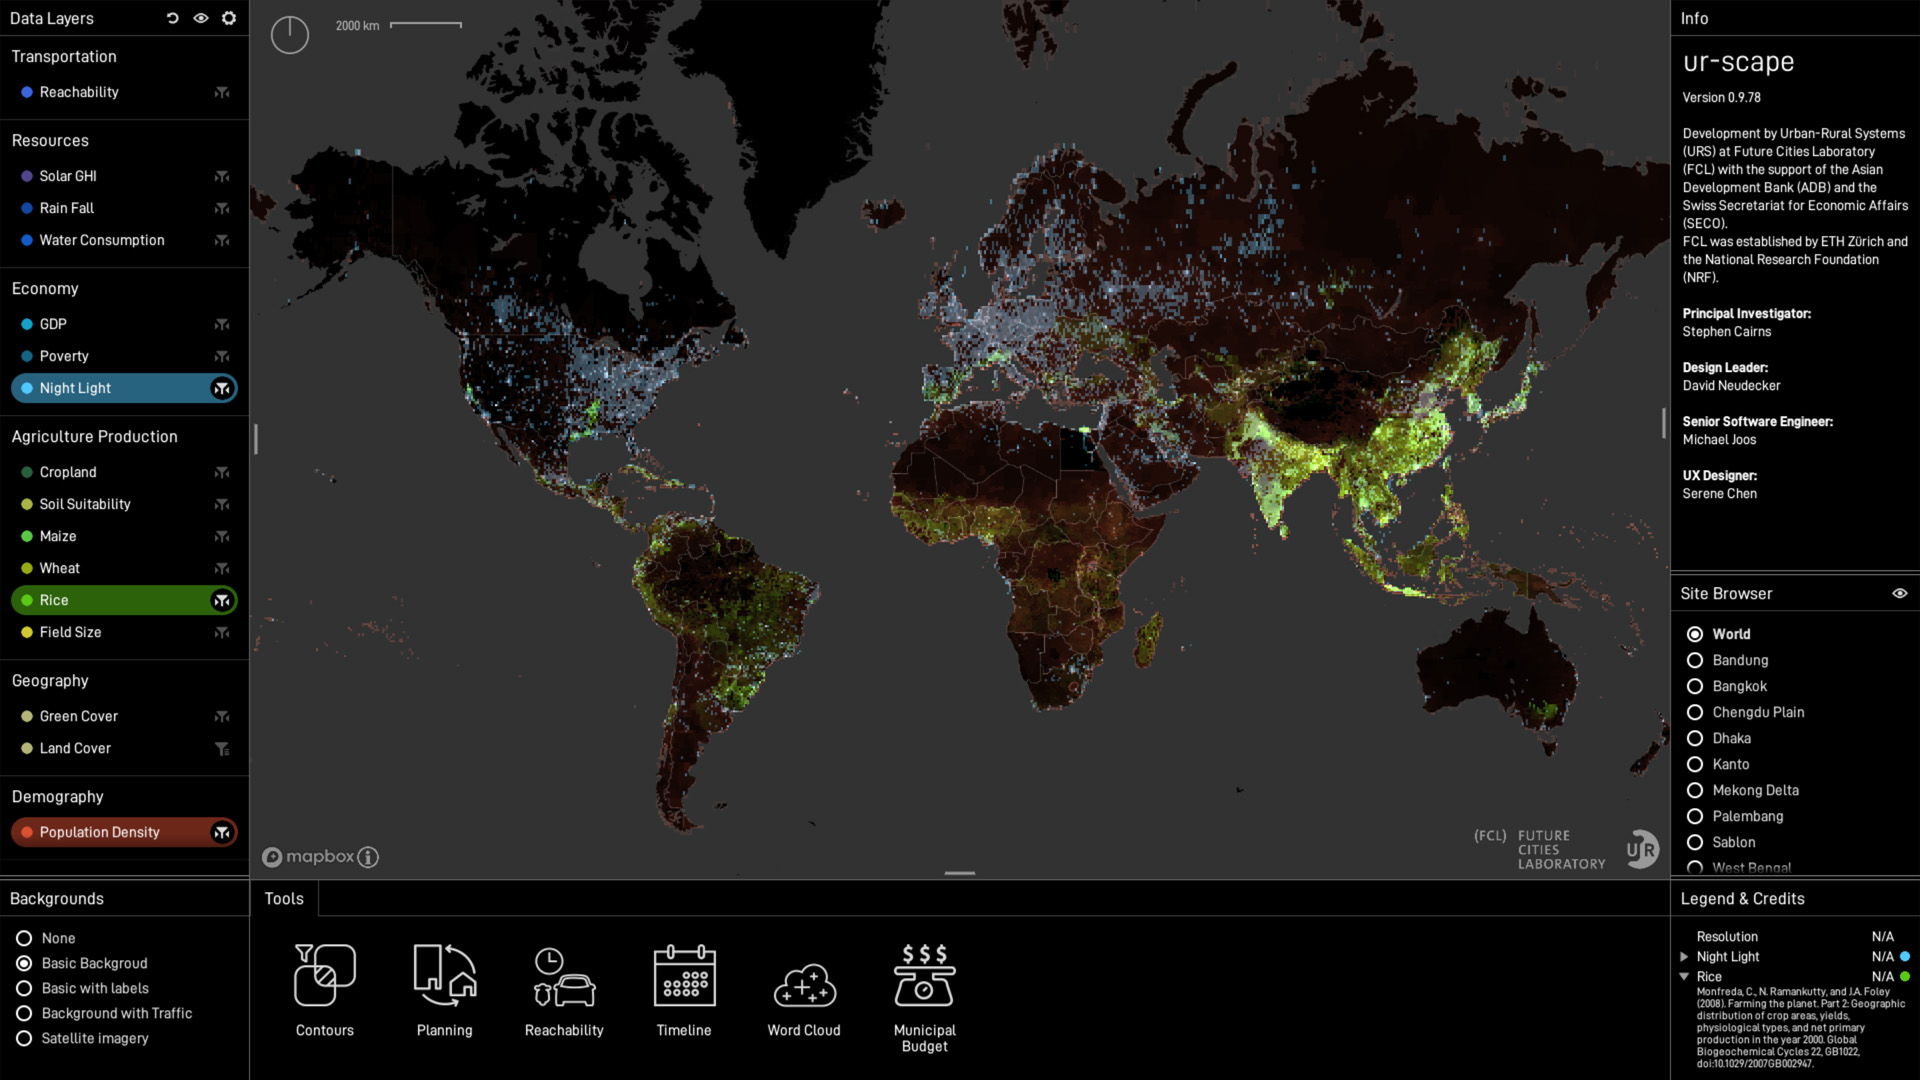 Data Layers
Transportation
Reachability
Resources
Solar GHI
Rain Fall
Water Consumption
Economy
GDP
Poverty
Night Light
Agriculture Production
Cropland
Soil Suitability
Maize
Wheat
Rice
Field Size
Geography
Green Cover
Land Cover
Demography
Population Density
Backgrounds
None
Basic Backgroud
Basic with labels
Background with Traffic
Satellite imagery
2000 km
mapbox
(FCL) FUTURE
CITIES
LABORATORY
UR
Tools
Contours
Planning
Reachability
Timeline
Word Cloud
$$$
Municipal
Budget
Info
ur-scape
Version 0.9.78
Development by Urban-Rural Systems
(URS) at Future Cities Laboratory
(FCL) with the support of the Asian
Development Bank (ADB) and the
Swiss Secretariat for Economic Affairs
(SECO).
FCL was established by ETH Zürich and
the National Research Foundation
(NRF).
Principal Investigator:
Stephen Cairns
Design Leader:
David Neudecker
Senior Software Engineer:
Michael Joos
UX Designer:
Serene Chen
Site Browser
World
Bandung
Bangkok
Chengdu Plain
Dhaka
Kanto
Mekong Delta
Palembang
Sablon
West Bengal
Legend & Credits
Resolution N/A
Night Light N/A
Rice N/A
Monfreda, C., N. Ramankutty, and J.A. Foley
(2008). Farming the planet. Part 2: Geographic
distribution of crop areas, yields,
physiological types, and net primary
production in the year 2000. Global
Biogeochemical Cycles 22, GB1022,
doi:10.1029/2007GB002947.